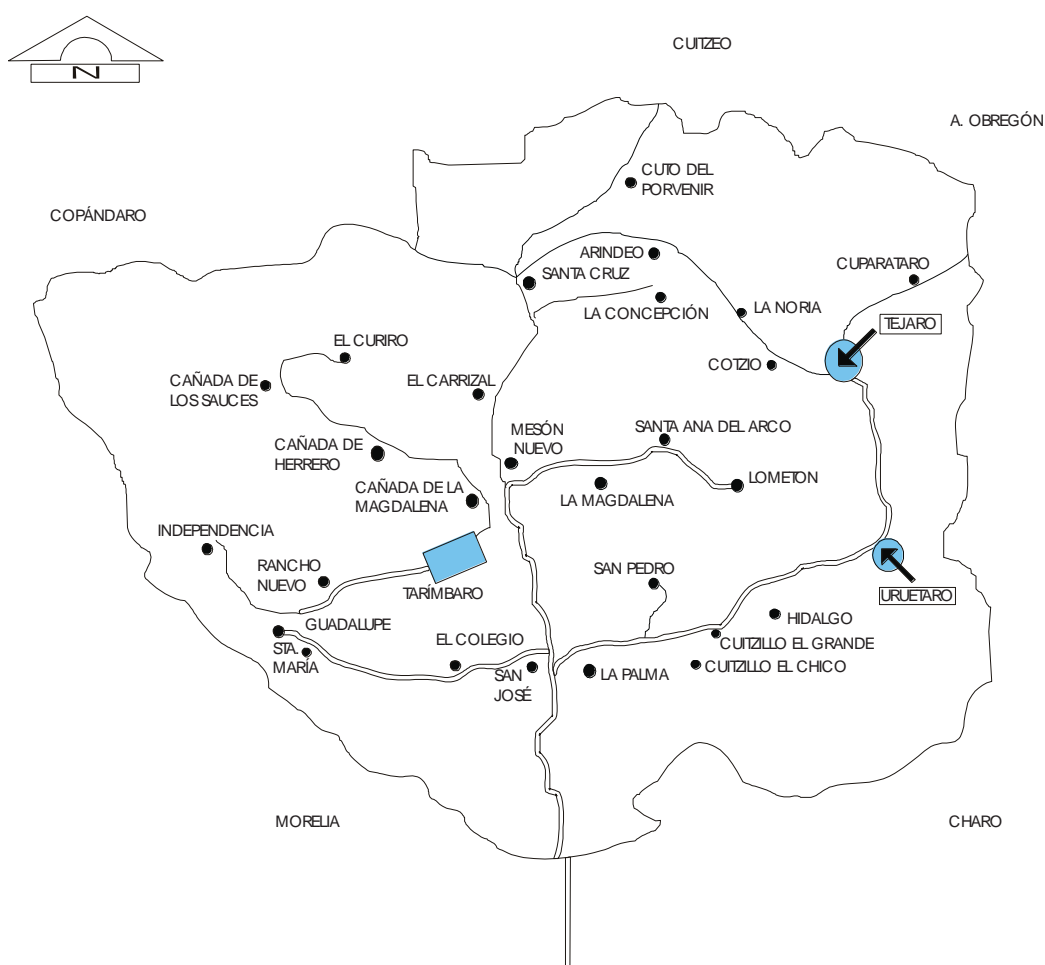 N
CUITZEO
A. OBREGÓN
COPÁNDARO
CUTO DEL
PORVENIR
ARINDEO
SANTA CRUZ
CUPARATARO
LA CONCEPCIÓN
LA NORIA
TEJARO
EL CURIRO
COTZIO
CAÑADA DE
LOS SAUCES
EL CARRIZAL
MESÓN
NUEVO
SANTA ANA DEL ARCO
CAÑADA DE
HERRERO
CAÑADA DE LA
MAGDALENA
LA MAGDALENA
LOMETON
INDEPENDENCIA
RANCHO
NUEVO
TARÍMBARO
SAN PEDRO
URUETARO
GUADALUPE
HIDALGO
STA.
MARÍA
EL COLEGIO
CUITZILLO EL GRANDE
SAN
JOSÉ
LA PALMA
CUITZILLO EL CHICO
MORELIA
CHARO